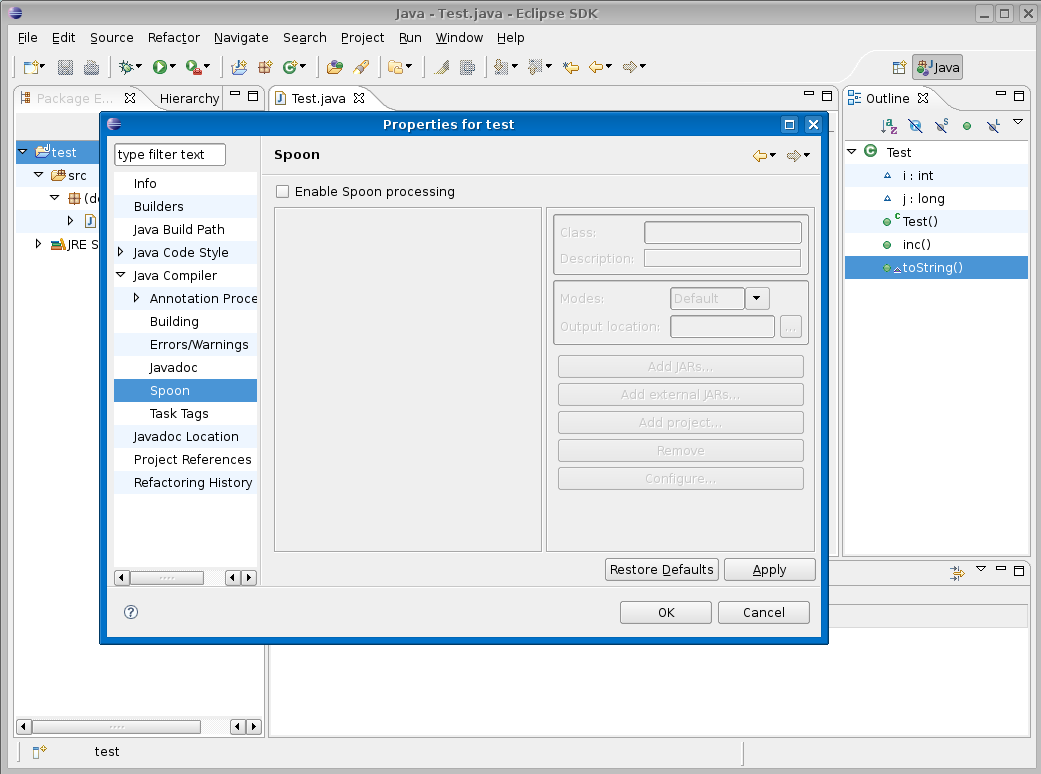 Java - Test.java - Eclipse SDK
File Edit Source Refactor Navigate Search Project Run Window Help
Java
Package E... Hierarchy
Test.java
Outline
test
src
(de
J
JRE S
Properties for test
type filter text
Info
Builders
Java Build Path
Java Code Style
Java Compiler
Annotation Proce
Building
Errors/Warnings
Javadoc
Spoon
Task Tags
Javadoc Location
Project References
Refactoring History
Spoon
Enable Spoon processing
Class:
Description:
Modes: Default
Output location: ...
Add JARs...
Add external JARs...
Add project...
Remove
Configure...
Restore Defaults Apply
? OK Cancel
Test
i : int
j : long
Test()
inc()
toString()
test